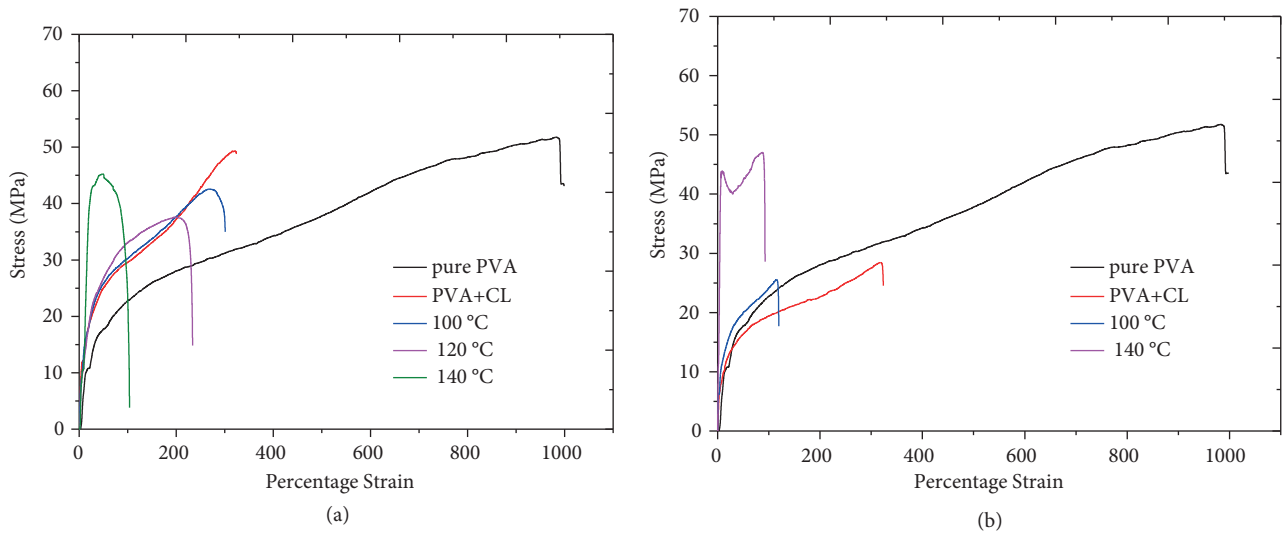 70
60
50
40
30
20
10
0
Stress (MPa)
pure PVA
PVA+CL
100 °C
120 °C
140 °C
0 200 400 600 800 1000
Percentage Strain
(a)
70
60
50
40
30
20
10
0
Stress (MPa)
pure PVA
PVA+CL
100 °C
140 °C
0 200 400 600 800 1000
Percentage Strain
(b)